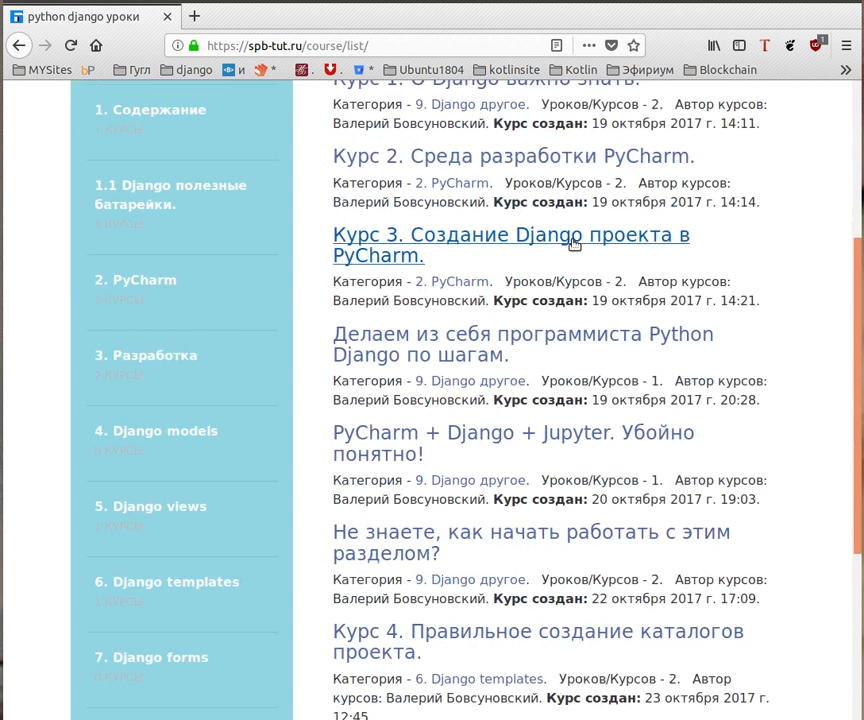 python django уроки
https://spb-tut.ru/course/list/
MYSites
bP
Гугл
django
и
*
.
.
*
Ubuntu1804
kotlinsite
Kotlin
Эфириум
Blockchain
1. Содержание
1.1 Django полезные
батарейки.
2. PyCharm
3. Разработка
4. Django models
5. Django views
6. Django templates
7. Django forms
Курс 1. О Django важно знать.
Категория - 9. Django другое. Уроков/Курсов - 2. Автор курсов:
Валерий Бовсуновский. Курс создан: 19 октября 2017 г. 14:11.
Курс 2. Среда разработки PyCharm.
Категория - 2. PyCharm. Уроков/Курсов - 2. Автор курсов:
Валерий Бовсуновский. Курс создан: 19 октября 2017 г. 14:14.
Курс 3. Создание Django проекта в
PyCharm.
Категория - 2. PyCharm. Уроков/Курсов - 2. Автор курсов:
Валерий Бовсуновский. Курс создан: 19 октября 2017 г. 14:21.
Делаем из себя программиста Python
Django по шагам.
Категория - 9. Django другое. Уроков/Курсов - 1. Автор курсов:
Валерий Бовсуновский. Курс создан: 19 октября 2017 г. 20:28.
PyCharm + Django + Jupyter. Убойно
понятно!
Категория - 9. Django другое. Уроков/Курсов - 1. Автор курсов:
Валерий Бовсуновский. Курс создан: 20 октября 2017 г. 19:03.
Не знаете, как начать работать с этим
разделом?
Категория - 9. Django другое. Уроков/Курсов - 2. Автор курсов:
Валерий Бовсуновский. Курс создан: 22 октября 2017 г. 17:09.
Курс 4. Правильное создание каталогов
проекта.
Категория - 6. Django templates. Уроков/Курсов - 2. Автор
курсов: Валерий Бовсуновский. Курс создан: 23 октября 2017 г.
12:45.